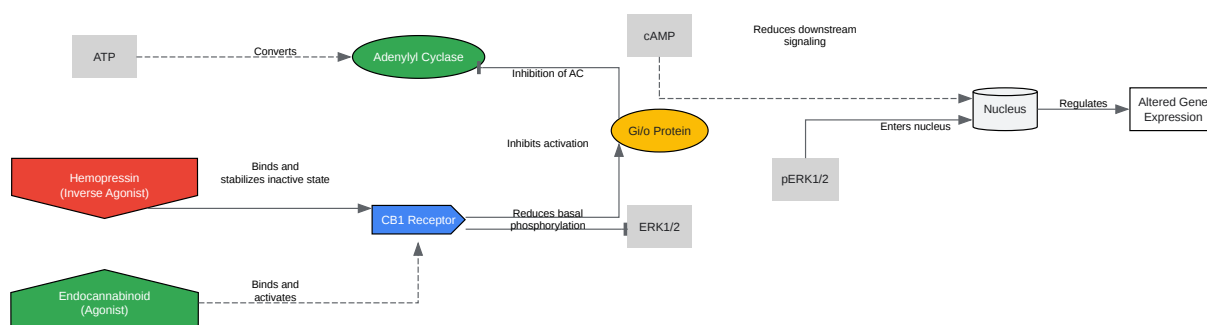 cAMP
Reduces downstream
signaling
ATP
Converts
Adenylyl Cyclase
Inhibition of AC
Nucleus
Regulates
Altered Gene
Expression
Gi/o Protein
Enters nucleus
Inhibits activation
Hemopressin
(Inverse Agonist)
Binds and
stabilizes inactive state
pERK1/2
CB1 Receptor
Reduces basal
phosphorylation
ERK1/2
Endocannabinoid
(Agonist)
Binds and
activates